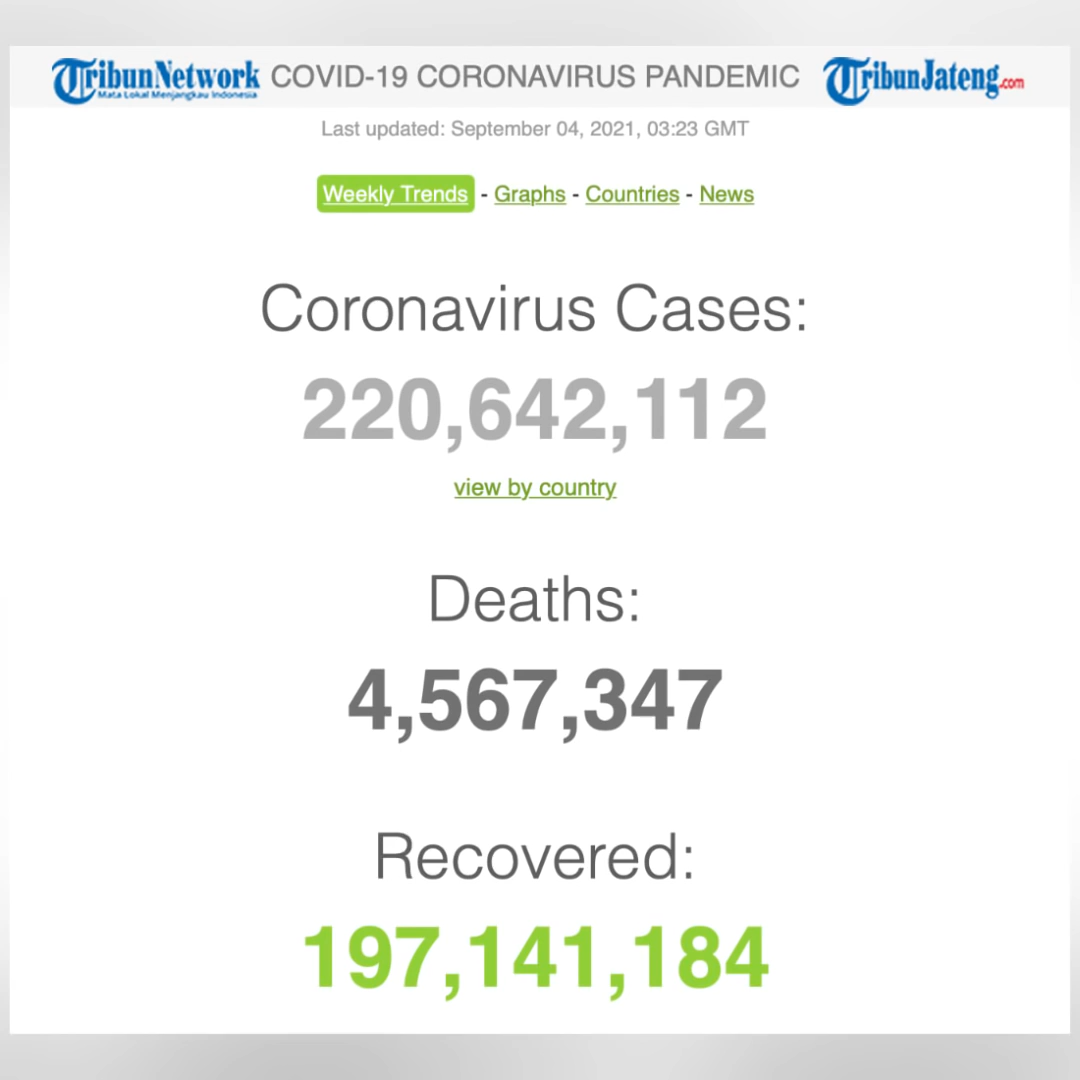 TribunNetwork COVID-19 CORONAVIRUS PANDEMIC TribunJateng.com
Mata Lokal Menjangkau Indonesia
Last updated: September 04, 2021, 03:23 GMT
Weekly Trends - Graphs - Countries - News
Coronavirus Cases:
220,642,112
view by country
Deaths:
4,567,347
Recovered:
197,141,184